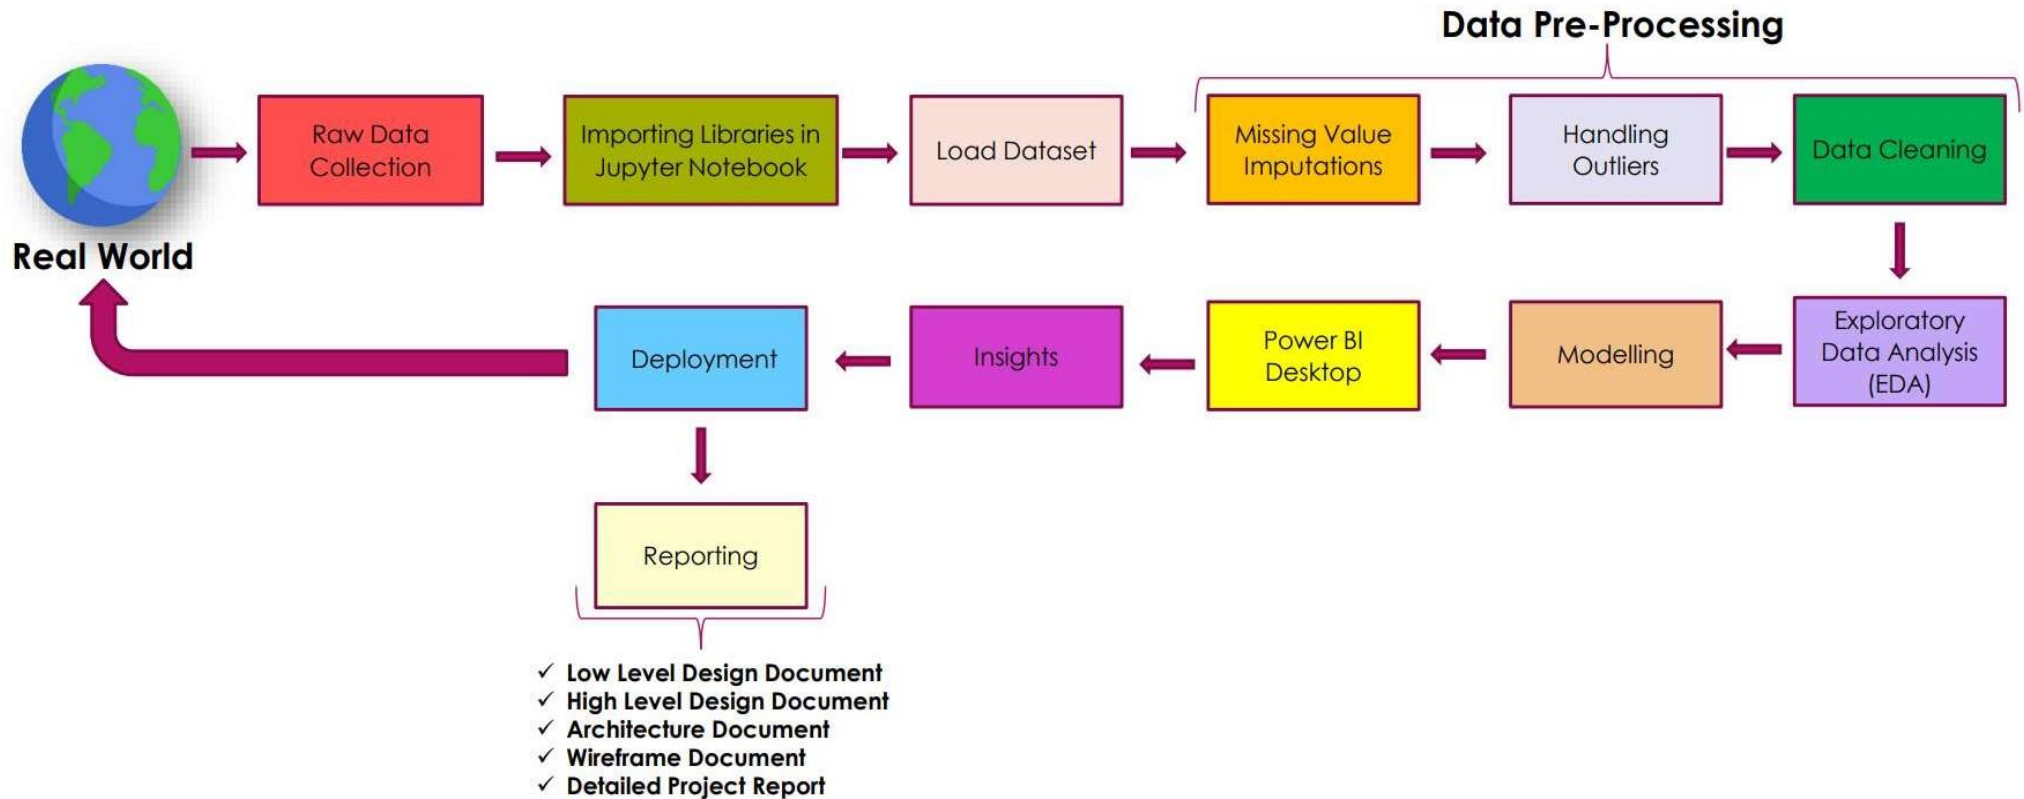 Data Pre-Processing
Real World
Raw Data
Collection
Importing Libraries in
Jupyter Notebook
Load Dataset
Missing Value
Imputations
Handling
Outliers
Data Cleaning
Exploratory
Data Analysis
(EDA)
Modelling
Power BI
Desktop
Insights
Deployment
Reporting
✓ Low Level Design Document
✓ High Level Design Document
✓ Architecture Document
✓ Wireframe Document
✓ Detailed Project Report